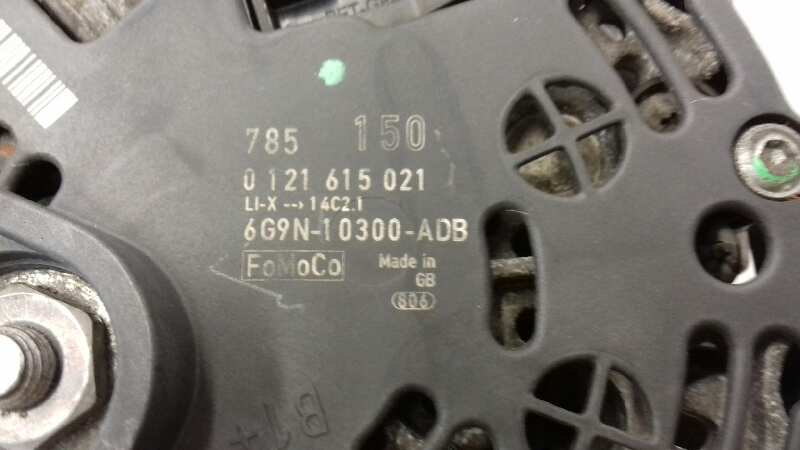 785 150
0 121 615 021
LI-X --> 14C2.1
6G9N-10300-ADB
FoMoCo Made in
GB
806
B1+